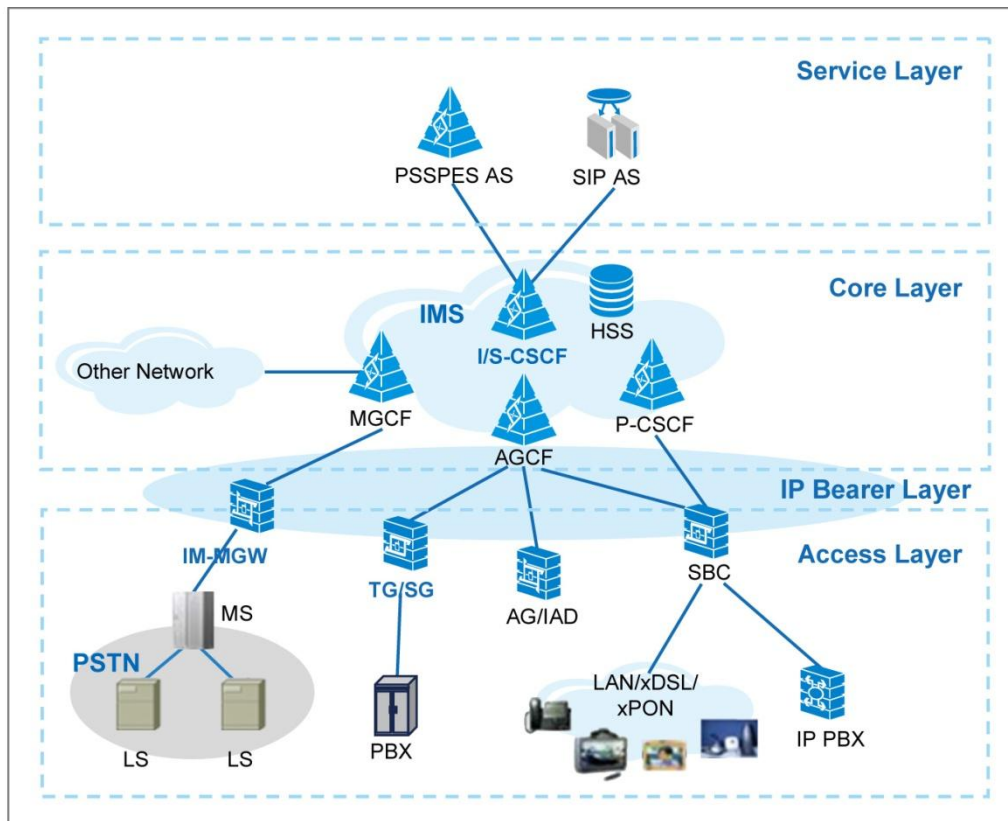 Service Layer
PSSPES AS
SIP AS
Core Layer
IMS
HSS
I/S-CSCF
Other Network
MGCF
AGCF
P-CSCF
IP Bearer Layer
Access Layer
IM-MGW
TG/SG
AG/IAD
SBC
MS
PSTN
LS
LS
PBX
LAN/xDSL/
xPON
IP PBX